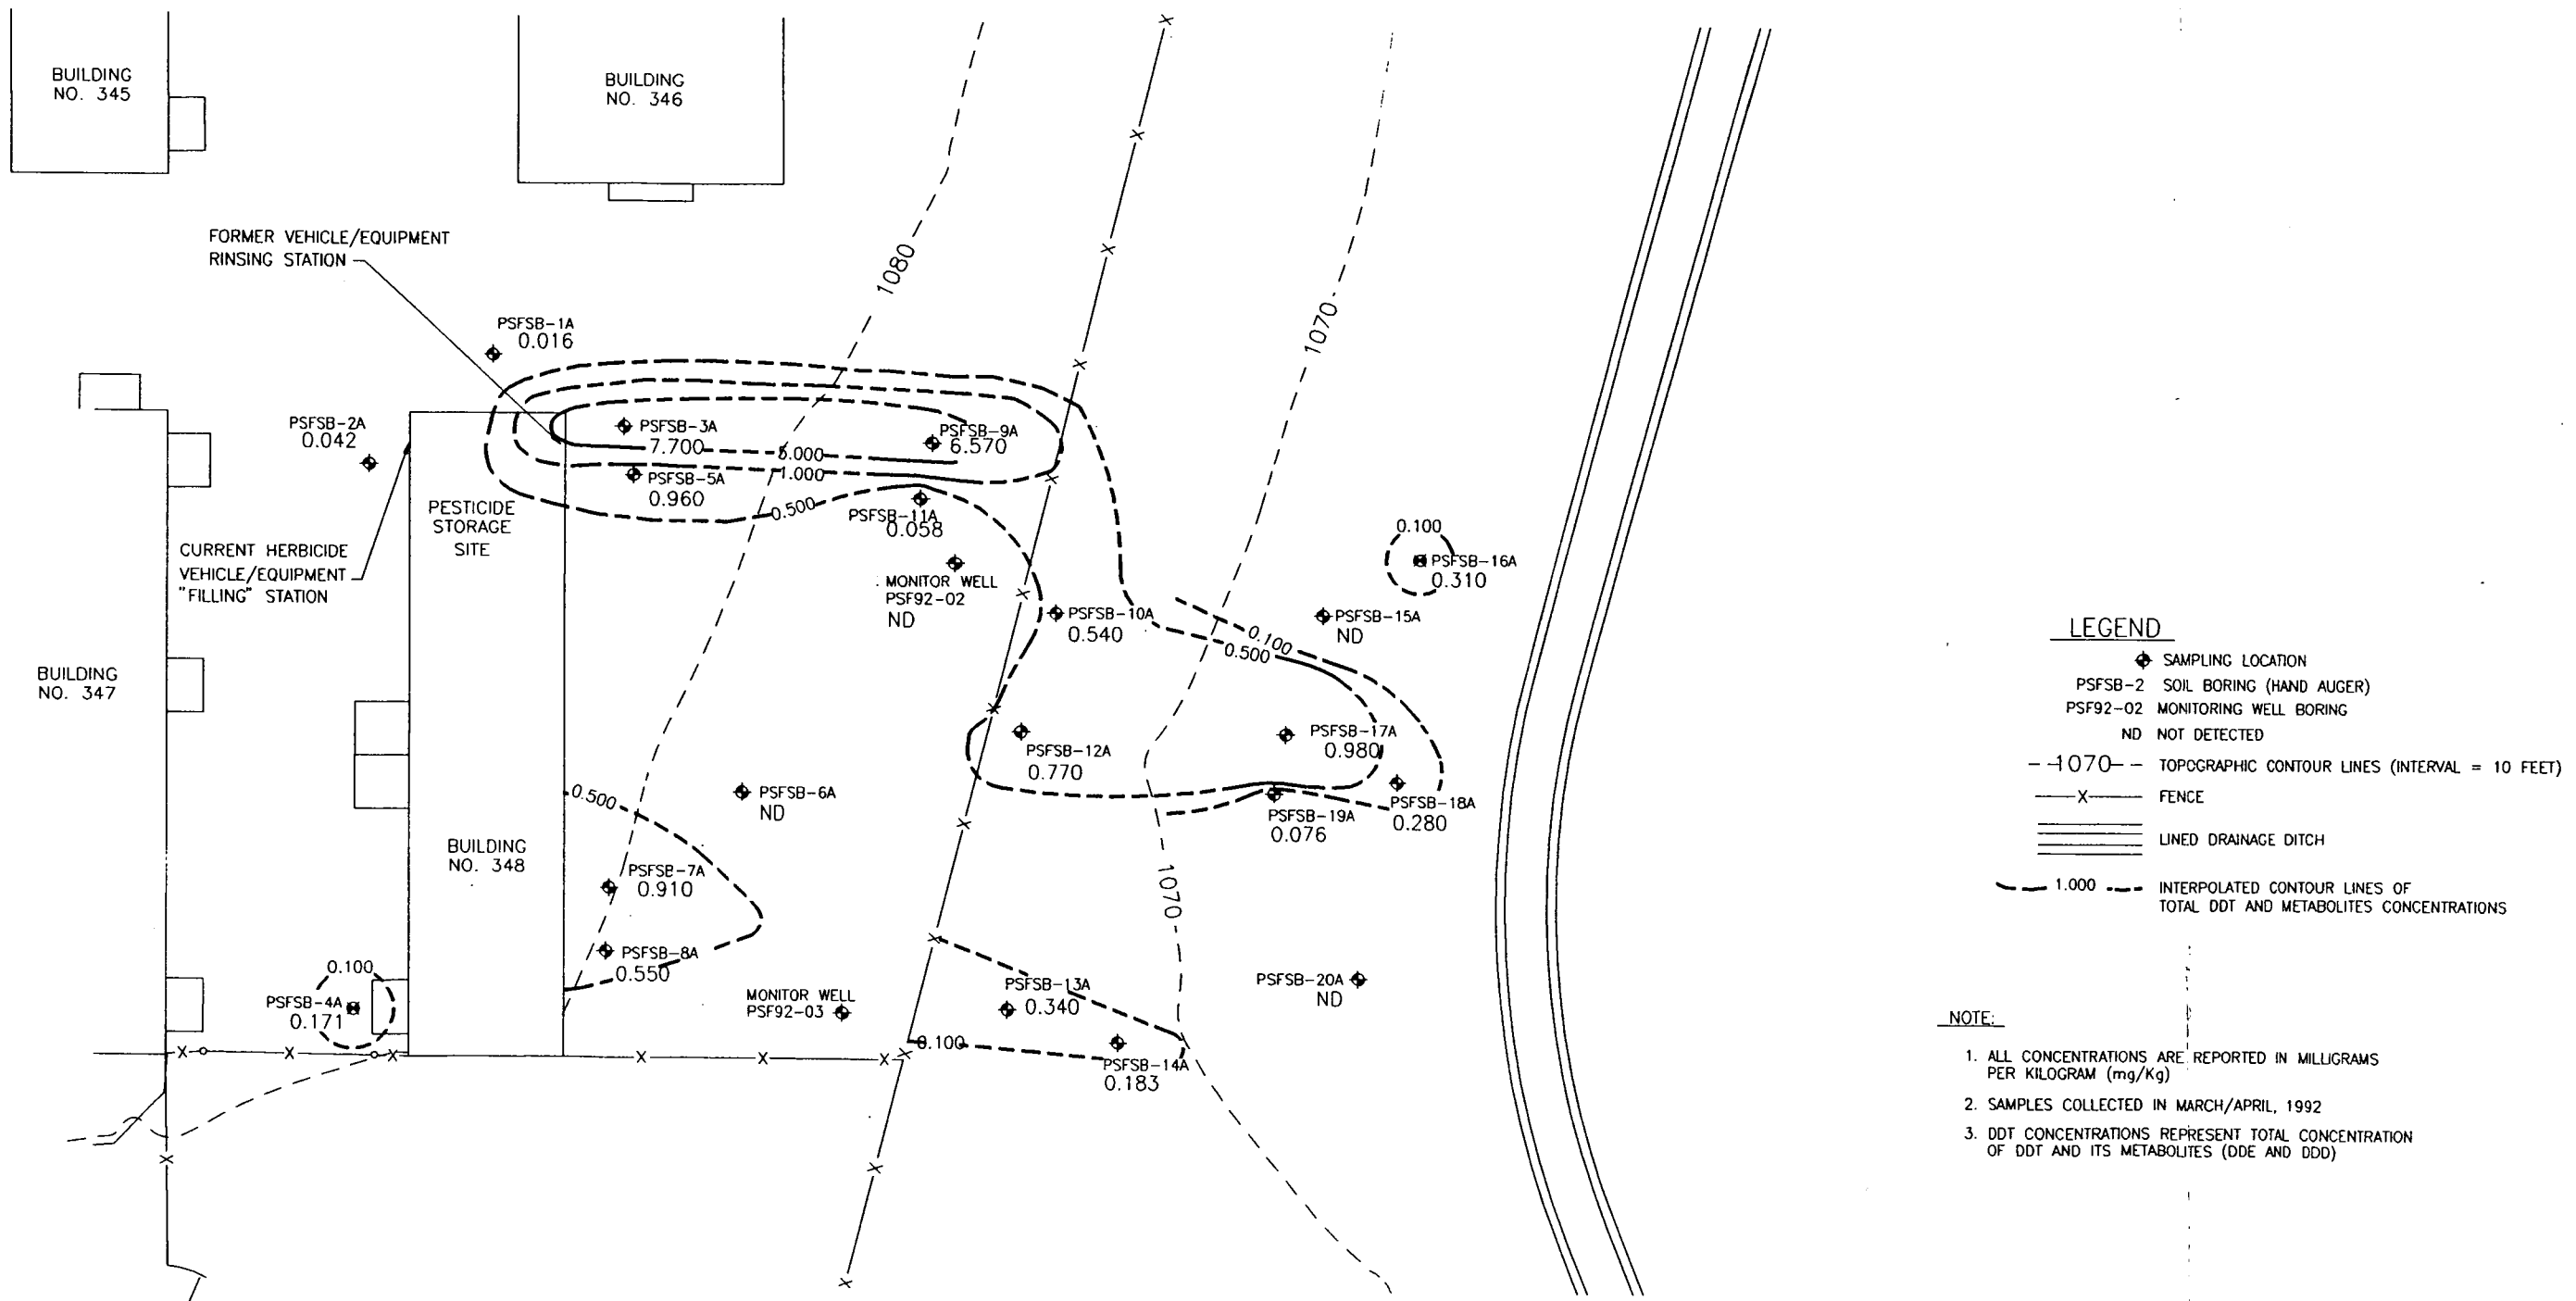 BUILDING
NO. 345
BUILDING
NO. 346
FORMER VEHICLE/EQUIPMENT
RINSING STATION
1080
1070
PSFSB-1A
0.016
PSFSB-2A
0.042
PSFSB-3A
7.700
PSFSB-9A
6.570
5.000
1.000
PSFSB-5A
0.960
0.500
PSFSB-11A
0.058
PESTICIDE
STORAGE
SITE
CURRENT HERBICIDE
VEHICLE/EQUIPMENT
"FILLING" STATION
MONITOR WELL
PSF92-02
ND
PSFSB-10A
0.540
0.100
PSFSB-16A
0.310
PSFSB-15A
ND
0.100
0.500
BUILDING
NO. 347
PSFSB-12A
0.770
PSFSB-17A
0.980
PSFSB-6A
ND
0.500
PSFSB-18A
0.280
PSFSB-19A
0.076
BUILDING
NO. 348
PSFSB-7A
0.910
1070
PSFSB-8A
0.550
0.100
PSFSB-4A
0.171
MONITOR WELL
PSF92-03
PSFSB-13A
0.340
PSFSB-20A
ND
0.100
PSFSB-14A
0.183
LEGEND
SAMPLING LOCATION
PSFSB-2 SOIL BORING (HAND AUGER)
PSF92-02 MONITORING WELL BORING
ND NOT DETECTED
1070 TOPOGRAPHIC CONTOUR LINES (INTERVAL = 10 FEET)
X FENCE
LINED DRAINAGE DITCH
1.000 INTERPOLATED CONTOUR LINES OF
TOTAL DDT AND METABOLITES CONCENTRATIONS
NOTE:
1. ALL CONCENTRATIONS ARE REPORTED IN MILLIGRAMS
PER KILOGRAM (mg/Kg)
2. SAMPLES COLLECTED IN MARCH/APRIL, 1992
3. DDT CONCENTRATIONS REPRESENT TOTAL CONCENTRATION
OF DDT AND ITS METABOLITES (DDE AND DDD)